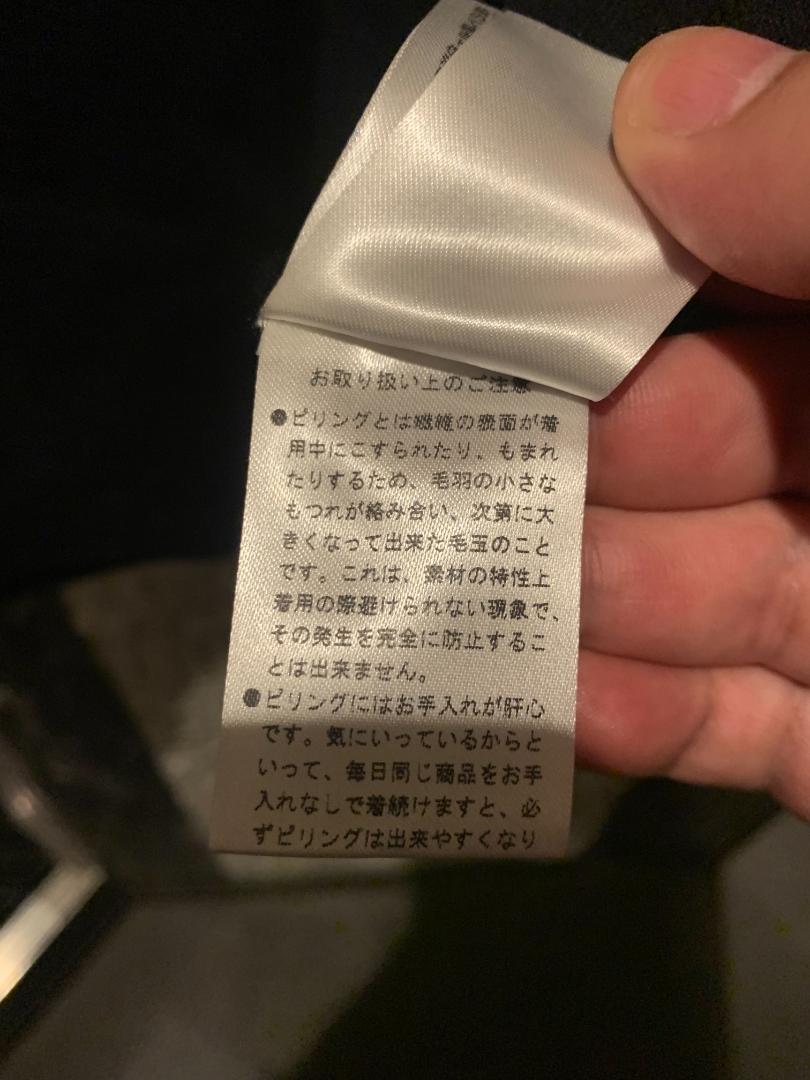 お取り扱い上のご注意
●ピリングとは繊維の表面が着
用中にこすられたり、もまれ
たりするため、毛羽の小さな
もつれが絡み合い、次第に大
きくなって出来た毛玉のこと
です。これは、素材の特性上
着用の際避けられない現象で、
その発生を完全に防止するこ
とは出来ません。
●ピリングにはお手入れが肝心
です。気にいっているからと
いって、毎日同じ商品をお手
入れなしで着続けますと、必
ずピリングは出来やすくなり